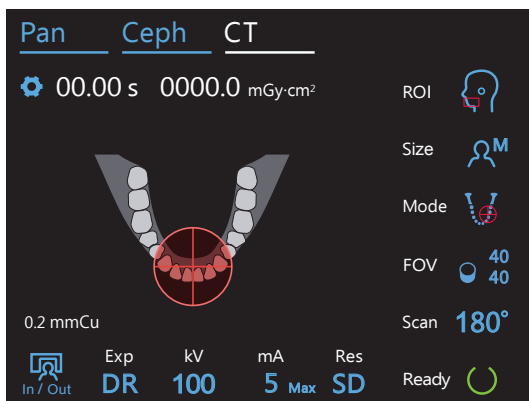 Pan Ceph CT
00.00 s 0000.0 mGy·cm²
ROI
Size M
Mode
FOV 40
40
0.2 mmCu
Scan 180°
In / Out
Exp kV mA Res
DR 100 5 Max SD
Ready